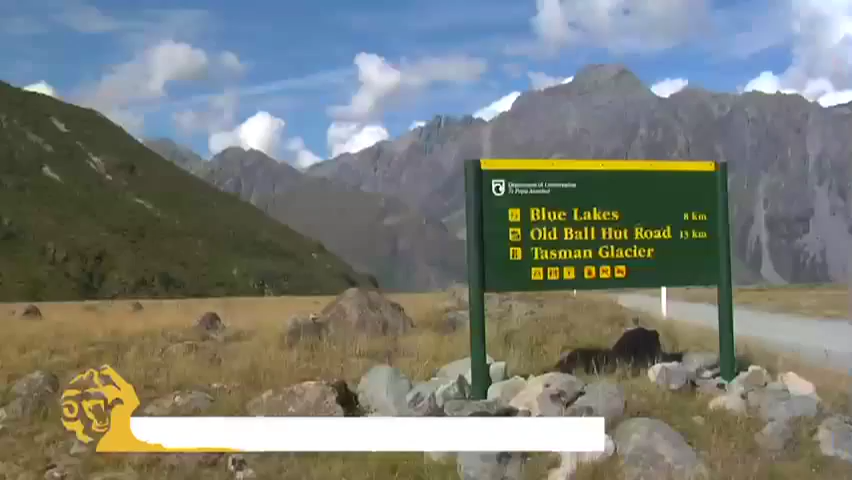 Department of Conservation
Te Papa Atawhai
Blue Lakes 8 km
Old Ball Hut Road 13 km
Tasman Glacier